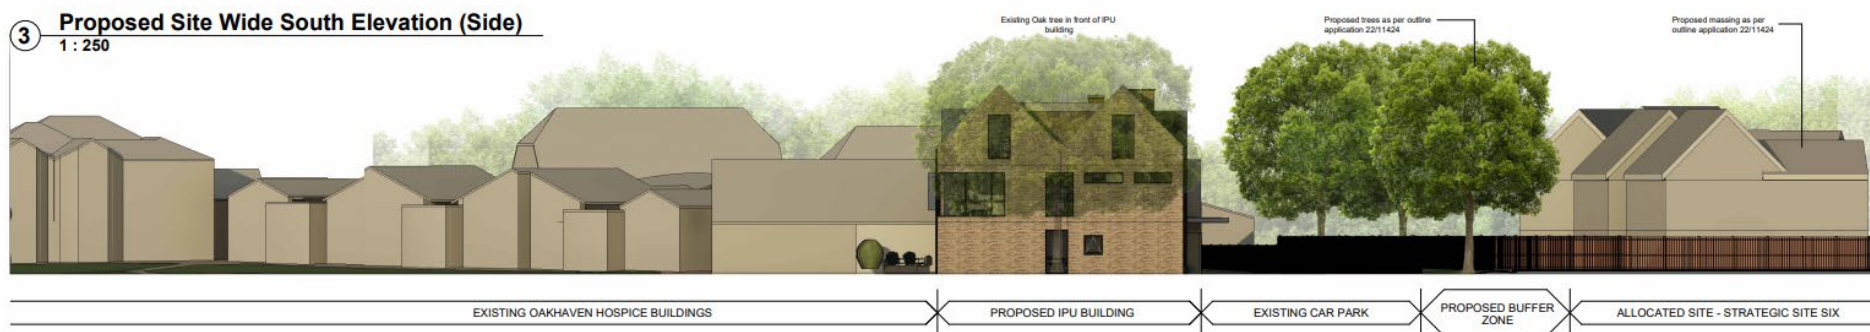 3
Proposed Site Wide South Elevation (Side)
1 : 250
Existing Oak tree in front of IPU
building
Proposed trees as per outline
application 22/11424
Proposed massing as per
outline application 22/11424
EXISTING OAKHAVEN HOSPICE BUILDINGS
PROPOSED IPU BUILDING
EXISTING CAR PARK
PROPOSED BUFFER
ZONE
ALLOCATED SITE - STRATEGIC SITE SIX